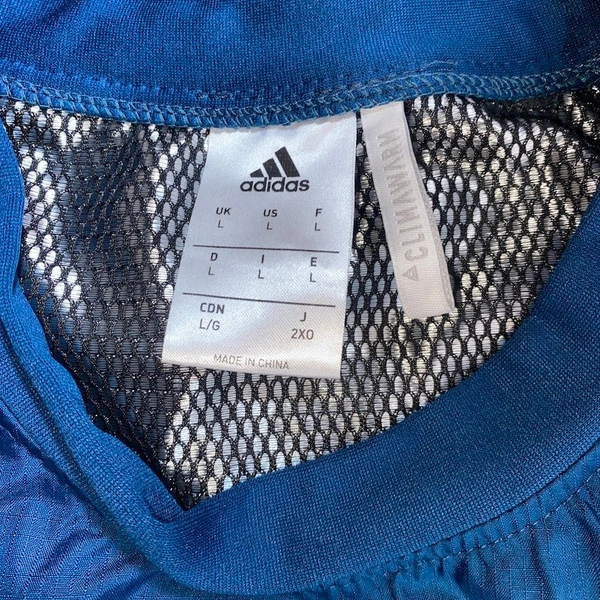 adidas
UK US F
L L L
D I E
L L L
CDN J
L/G 2XO
MADE IN CHINA
CLIMAWARM